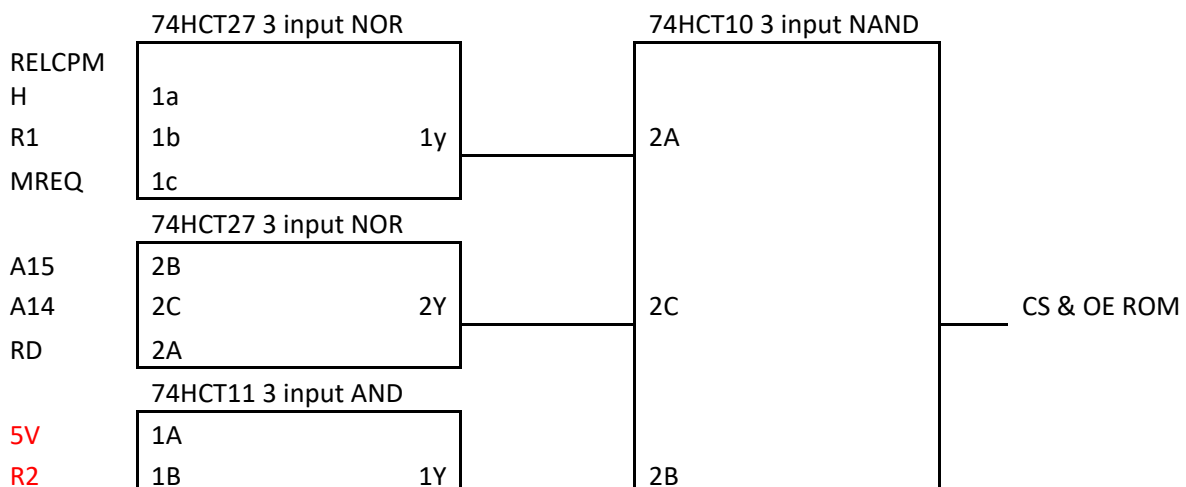 74HCT27 3 input NOR 74HCT10 3 input NAND
RELCPM
H 1a
R1 1b 1y 2A
MREQ 1c
74HCT27 3 input NOR
A15 2B
A14 2C 2Y 2C CS & OE ROM
RD 2A
74HCT11 3 input AND
5V 1A
R2 1B 1Y 2B